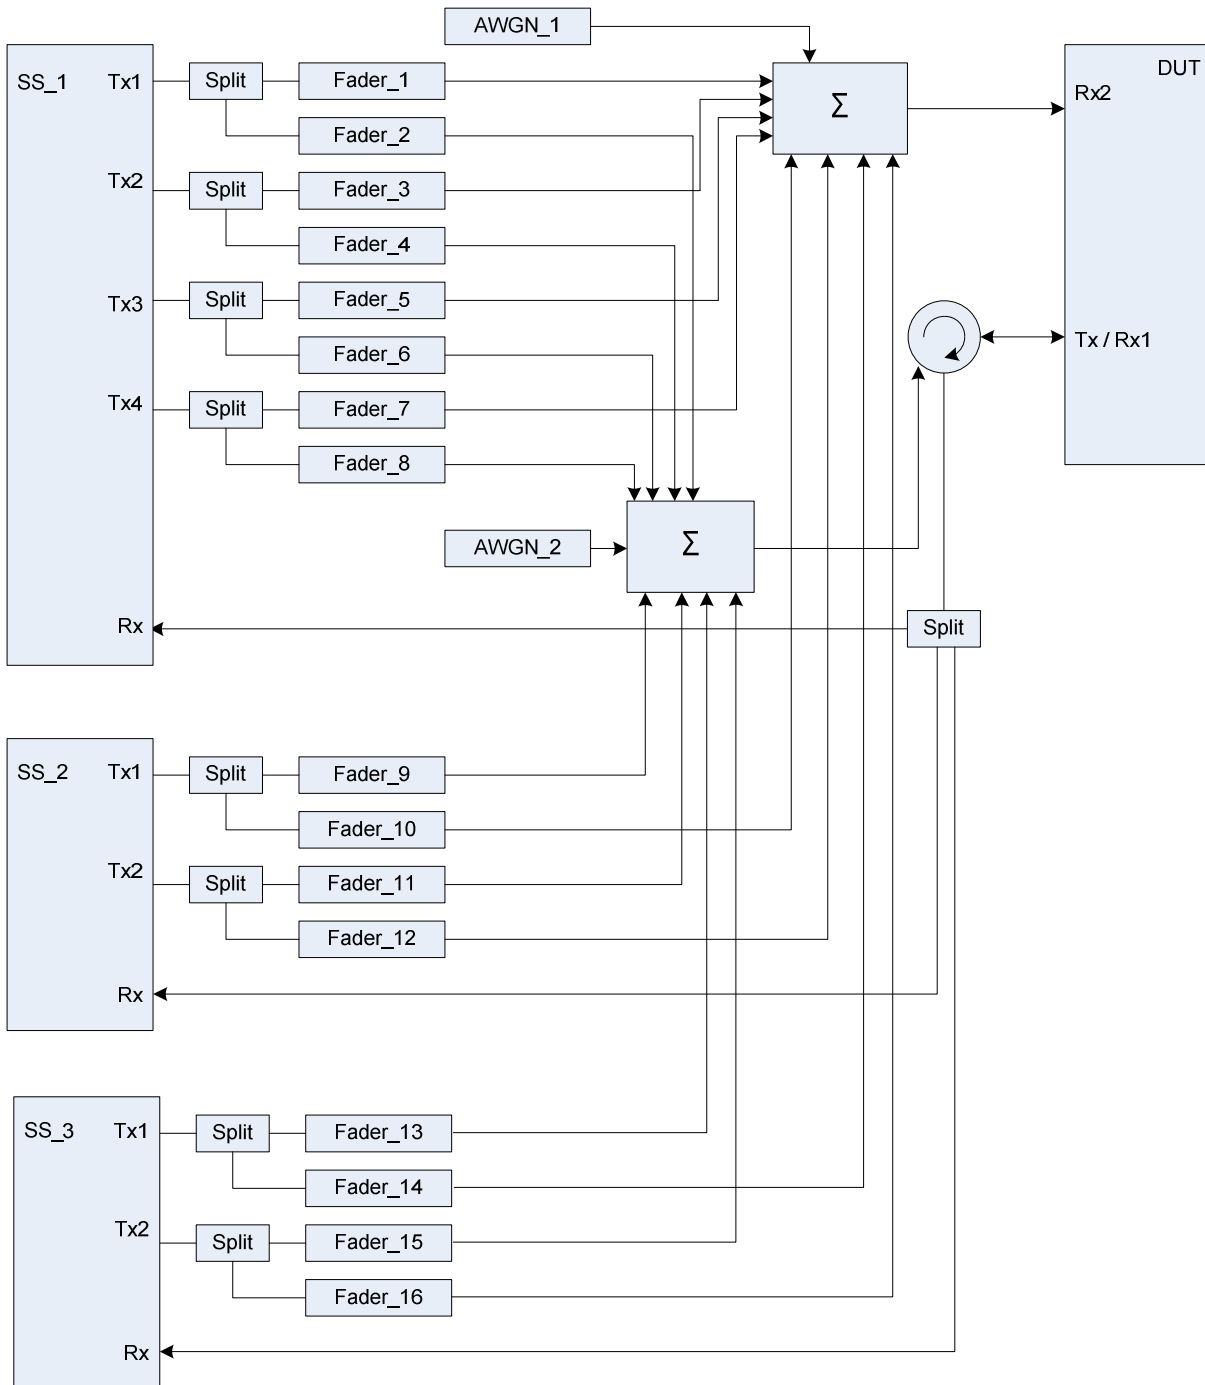 AWGN_1
SS_1
Tx1
Split
Fader_1
Σ
DUT
Rx2
Fader_2
Tx2
Split
Fader_3
Fader_4
Tx3
Split
Fader_5
Tx / Rx1
Fader_6
Tx4
Split
Fader_7
Fader_8
AWGN_2
Σ
Rx
Split
SS_2
Tx1
Split
Fader_9
Fader_10
Tx2
Split
Fader_11
Fader_12
Rx
SS_3
Tx1
Split
Fader_13
Fader_14
Tx2
Split
Fader_15
Fader_16
Rx